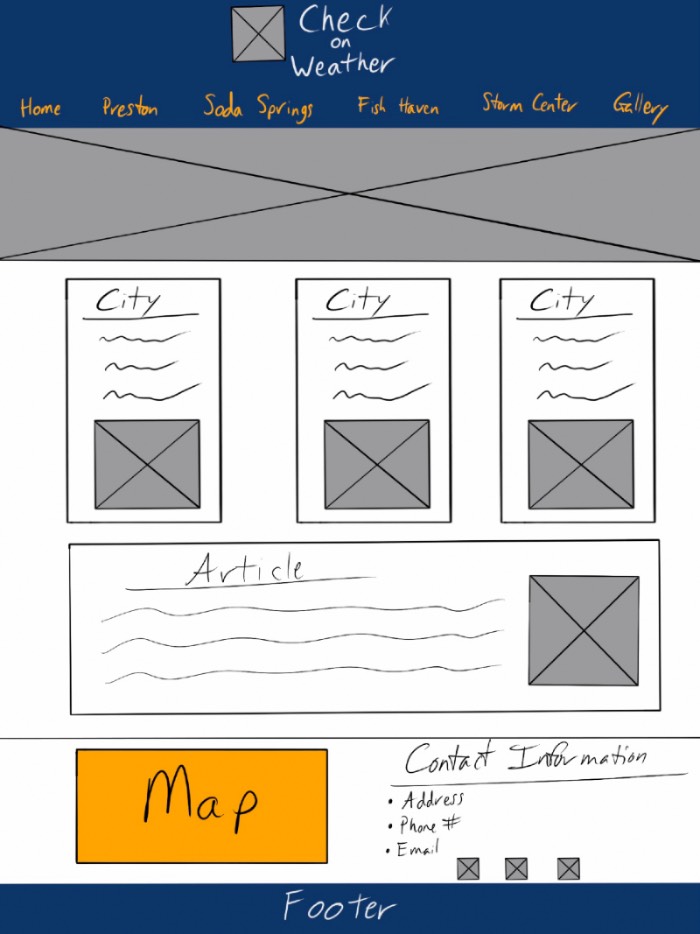 Check
on
Weather
Home Preston Soda Springs Fish Haven Storm Center Gallery
City City City
Article
Map
Contact Information
• Address
• Phone #
• Email
Footer